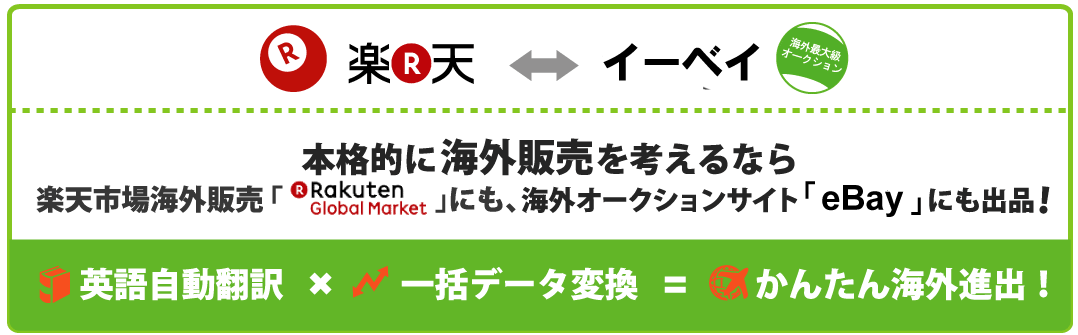 R 楽R天 イーベイ 海外最大級
オークション
本格的に海外販売を考えるなら
楽天市場海外販売「R Rakuten Global Market」にも、海外オークションサイト「eBay」にも出品！
英語自動翻訳 × 一括データ変換 = かんたん海外進出！